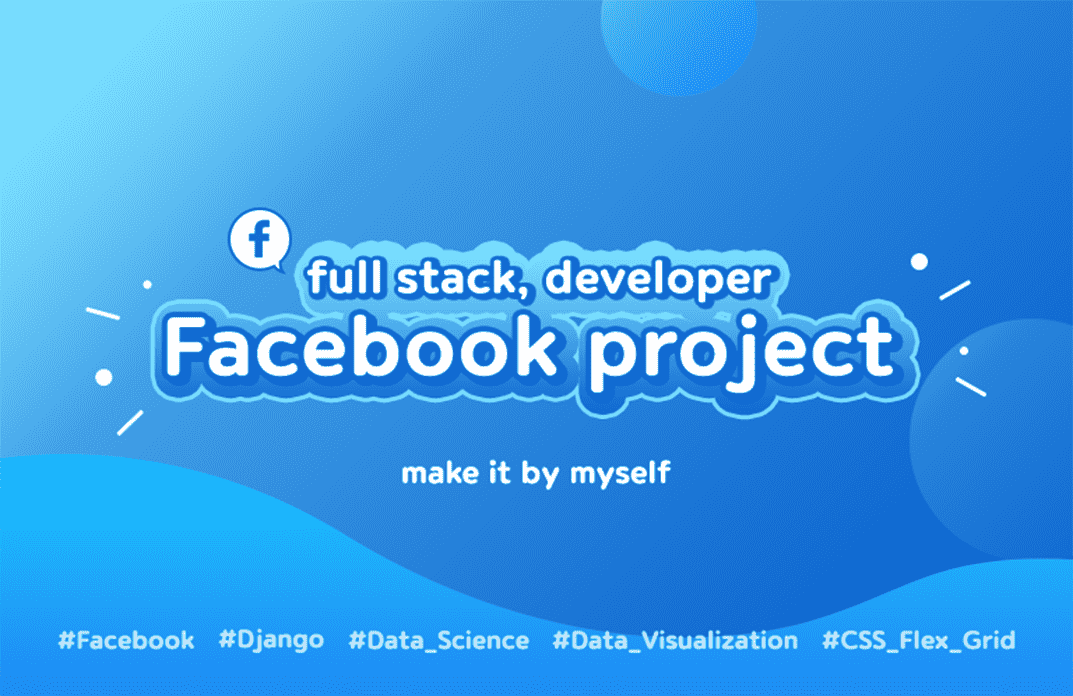 f
full stack, developer
Facebook project
make it by myself
#Facebook #Django #Data_Science #Data_Visualization #CSS_Flex_Grid